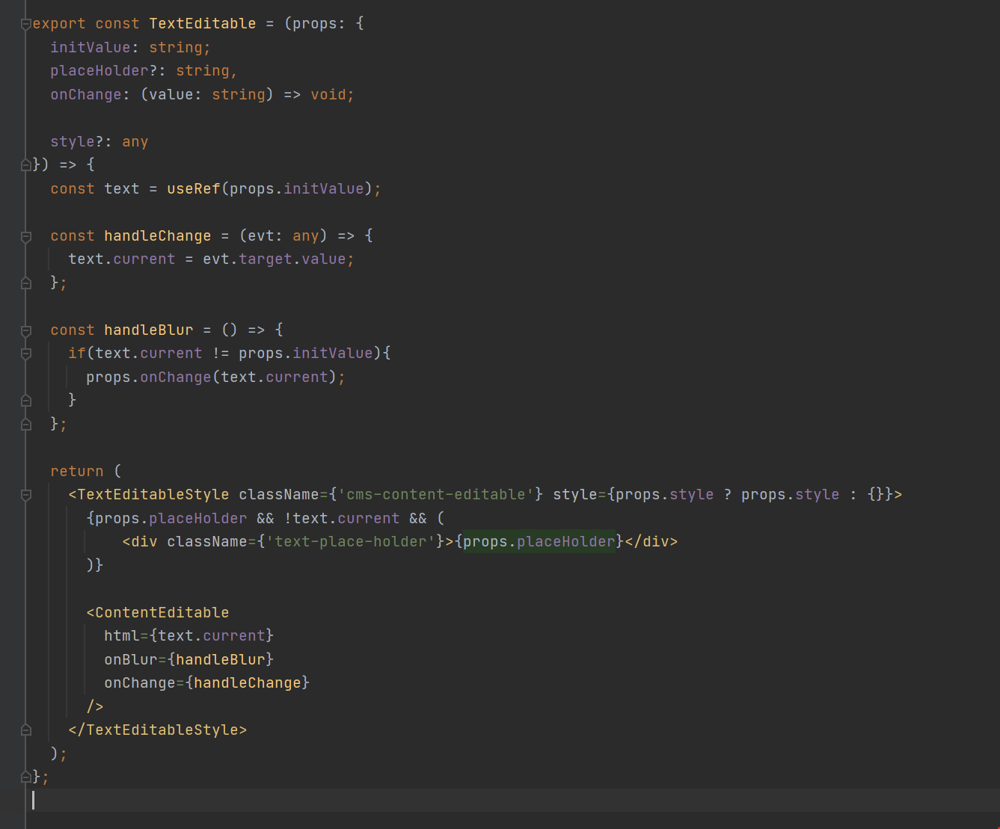 export const TextEditable = (props: {
  initValue: string;
  placeHolder?: string,
  onChange: (value: string) => void;

  style?: any
}) => {
  const text = useRef(props.initValue);

  const handleChange = (evt: any) => {
    text.current = evt.target.value;
  };

  const handleBlur = () => {
    if(text.current != props.initValue){
      props.onChange(text.current);
    }
  };

  return (
    <TextEditableStyle className={'cms-content-editable'} style={props.style ? props.style : {}}>
      {props.placeHolder && !text.current && (
          <div className={'text-place-holder'}>{props.placeHolder}</div>
      )}

      <ContentEditable
        html={text.current}
        onBlur={handleBlur}
        onChange={handleChange}
      />
    </TextEditableStyle>
  );
};